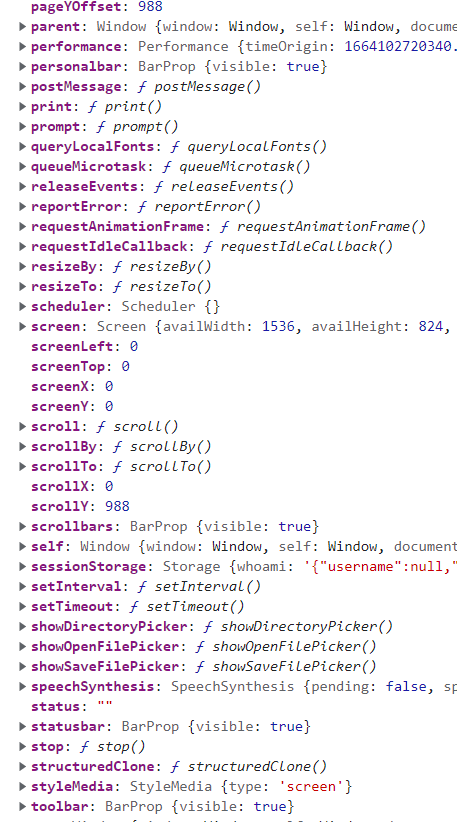 pageYOffset: 988
parent: Window {window: Window, self: Window, docume
performance: Performance {timeOrigin: 1664102720340.
personalbar: BarProp {visible: true}
postMessage: ƒ postMessage()
print: ƒ print()
prompt: ƒ prompt()
queryLocalFonts: ƒ queryLocalFonts()
queueMicrotask: ƒ queueMicrotask()
releaseEvents: ƒ releaseEvents()
reportError: ƒ reportError()
requestAnimationFrame: ƒ requestAnimationFrame()
requestIdleCallback: ƒ requestIdleCallback()
resizeBy: ƒ resizeBy()
resizeTo: ƒ resizeTo()
scheduler: Scheduler {}
screen: Screen {availWidth: 1536, availHeight: 824,
screenLeft: 0
screenTop: 0
screenX: 0
screenY: 0
scroll: ƒ scroll()
scrollBy: ƒ scrollBy()
scrollTo: ƒ scrollTo()
scrollX: 0
scrollY: 988
scrollbars: BarProp {visible: true}
self: Window {window: Window, self: Window, document
sessionStorage: Storage {whoami: '{"username":null,"
setInterval: ƒ setInterval()
setTimeout: ƒ setTimeout()
showDirectoryPicker: ƒ showDirectoryPicker()
showOpenFilePicker: ƒ showOpenFilePicker()
showSaveFilePicker: ƒ showSaveFilePicker()
speechSynthesis: SpeechSynthesis {pending: false, sp
status: ""
statusbar: BarProp {visible: true}
stop: ƒ stop()
structuredClone: ƒ structuredClone()
styleMedia: StyleMedia {type: 'screen'}
toolbar: BarProp {visible: true}